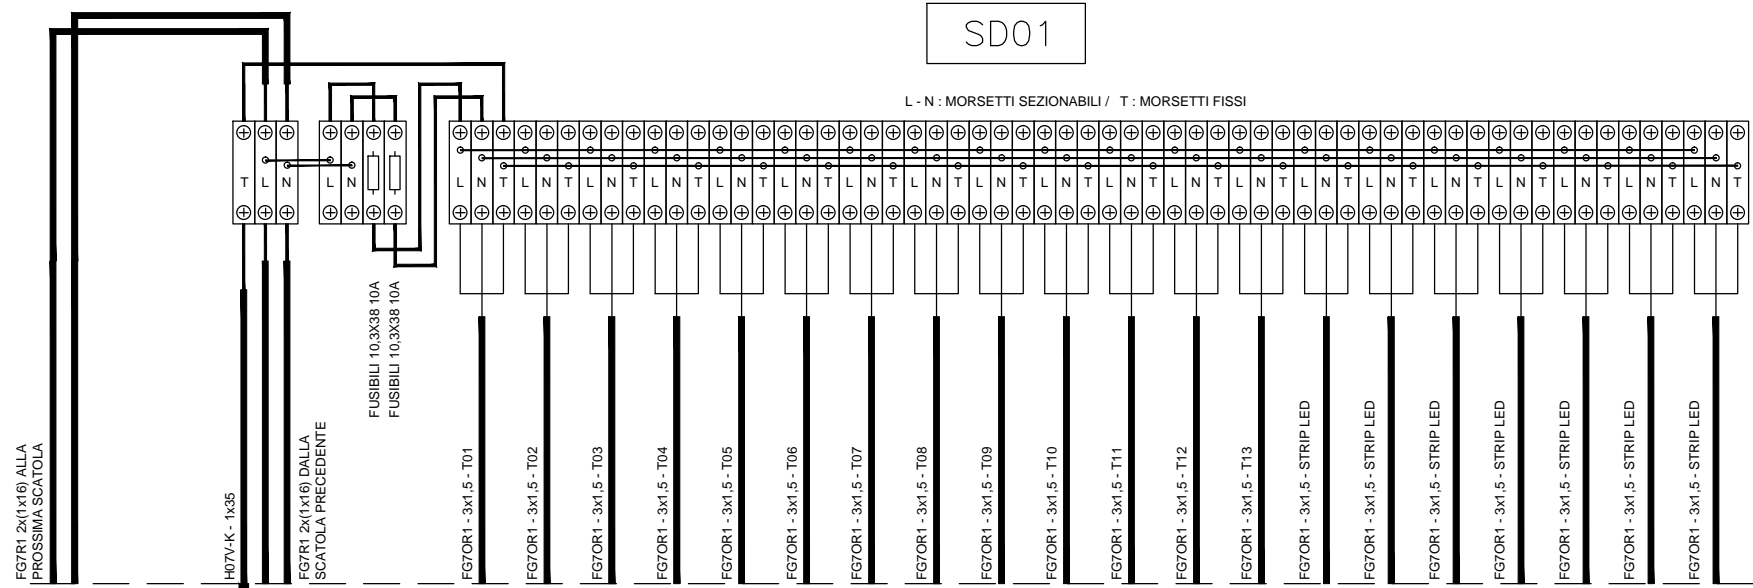 SD01
L - N : MORSETTI SEZIONABILI / T : MORSETTI FISSI
T L N L N L N T L N T L N T L N T L N T L N T L N T L N T L N T L N T L N T L N T L N T L N T L N T L N T L N T L N T L N T L N T
FUSIBILI 10,3X38 10A
FUSIBILI 10,3X38 10A
FG7R1 2x(1x16) ALLA
PROSSIMA SCATOLA
H07V-K - 1x35
FG7R1 2x(1x16) DALLA
SCATOLA PRECEDENTE
FG7OR1 - 3x1,5 - T01
FG7OR1 - 3x1,5 - T02
FG7OR1 - 3x1,5 - T03
FG7OR1 - 3x1,5 - T04
FG7OR1 - 3x1,5 - T05
FG7OR1 - 3x1,5 - T06
FG7OR1 - 3x1,5 - T07
FG7OR1 - 3x1,5 - T08
FG7OR1 - 3x1,5 - T09
FG7OR1 - 3x1,5 - T10
FG7OR1 - 3x1,5 - T11
FG7OR1 - 3x1,5 - T12
FG7OR1 - 3x1,5 - T13
FG7OR1 - 3x1,5 - STRIP LED
FG7OR1 - 3x1,5 - STRIP LED
FG7OR1 - 3x1,5 - STRIP LED
FG7OR1 - 3x1,5 - STRIP LED
FG7OR1 - 3x1,5 - STRIP LED
FG7OR1 - 3x1,5 - STRIP LED
FG7OR1 - 3x1,5 - STRIP LED